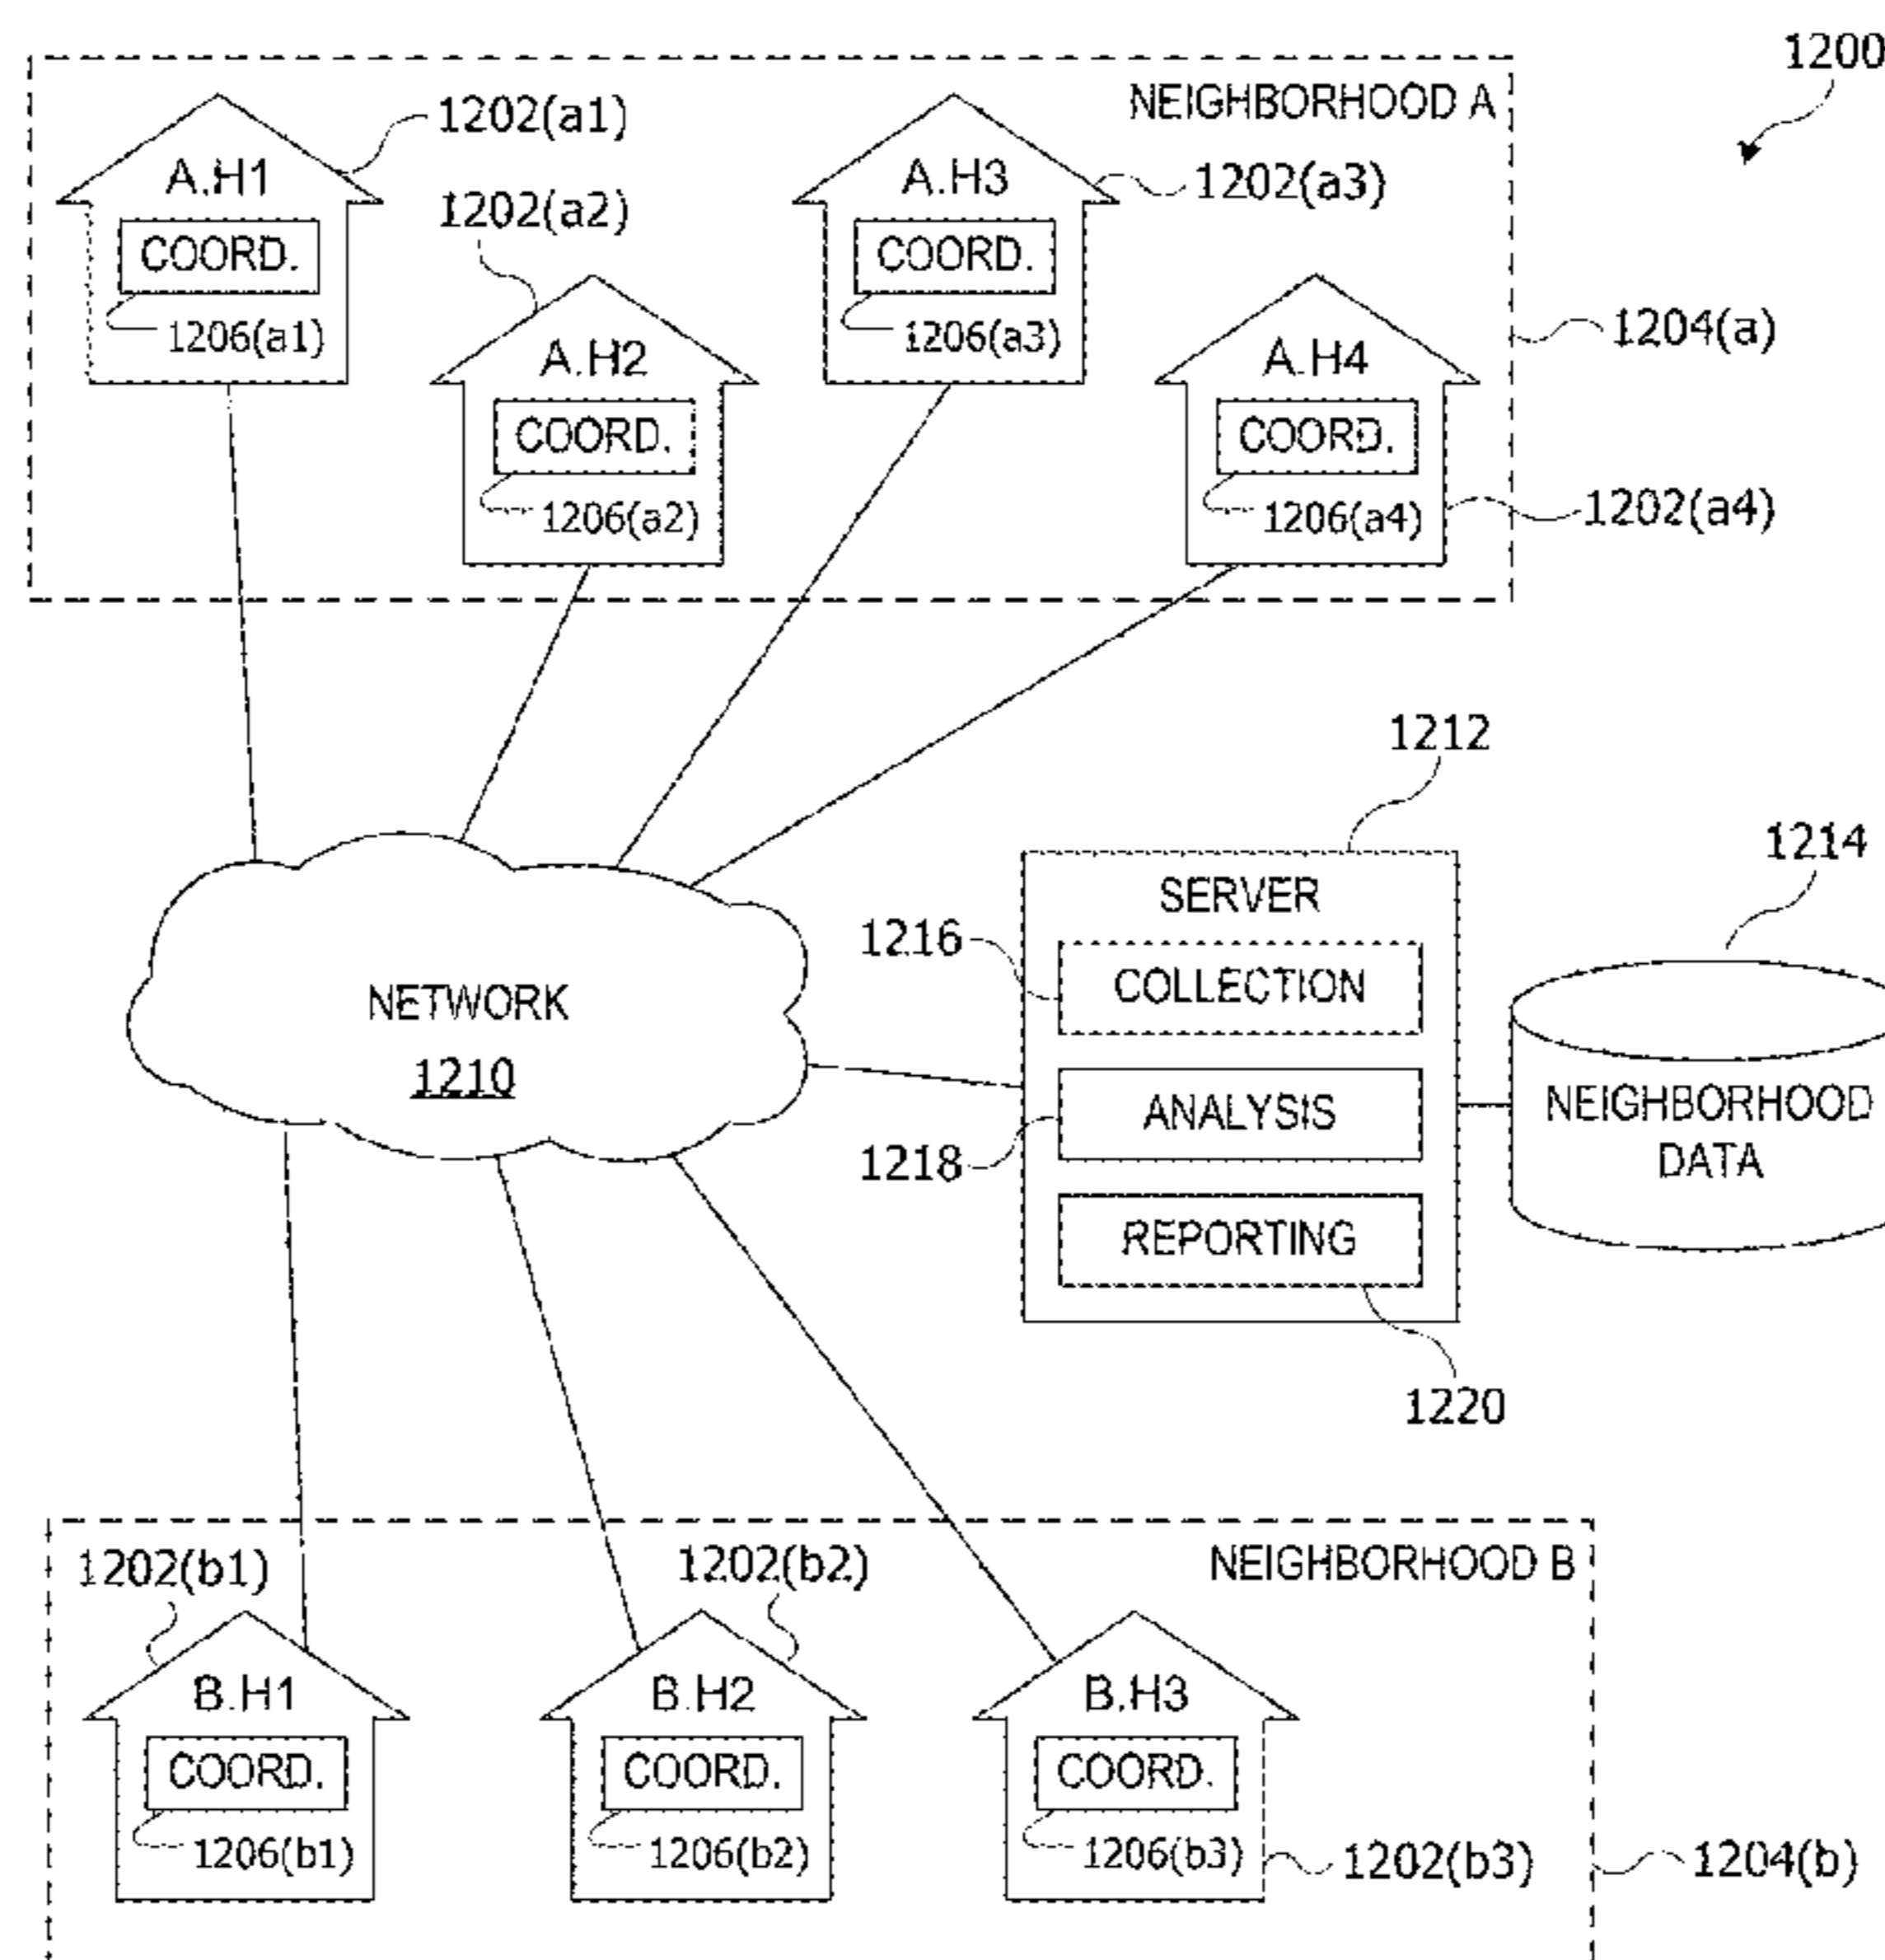 1200
NEIGHBORHOOD A
1202(a1)
A.H1
COORD.
1206(a1)
1202(a2)
A.H2
COORD.
1206(a2)
A.H3
1202(a3)
COORD.
1206(a3)
A.H4
COORD.
1206(a4)
1204(a)
1202(a4)
1212
1214
SERVER
1216
COLLECTION
NETWORK
1210
ANALYSIS
1218
REPORTING
1220
NEIGHBORHOOD
DATA
NEIGHBORHOOD B
1202(b1)
1202(b2)
B.H1
COORD.
1206(b1)
B.H2
COORD.
1206(b2)
B.H3
COORD.
1206(b3)
1202(b3)
1204(b)